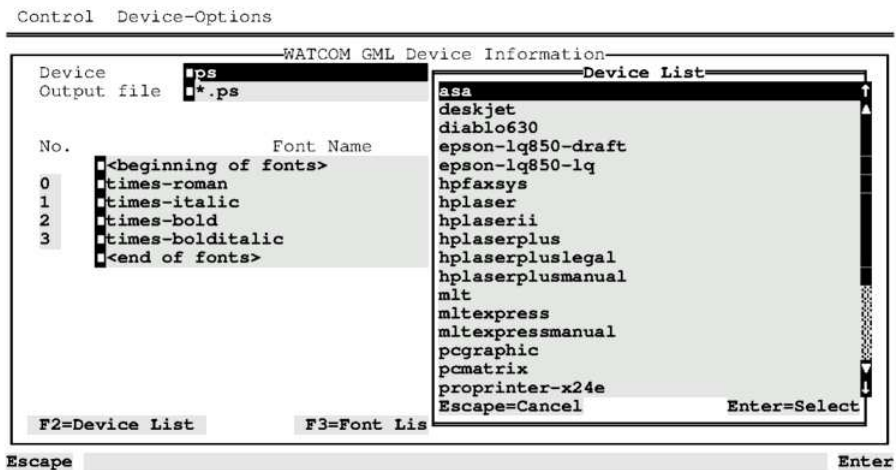 Control Device-Options
WATCOM GML Device Information
Device ps
Output file *.ps
No. Font Name
<beginning of fonts>
0 times-roman
1 times-italic
2 times-bold
3 times-bolditalic
<end of fonts>
F2=Device List F3=Font Lis
Device List
asa
deskjet
diablo630
epson-lq850-draft
epson-lq850-lq
hpfaxsys
hplaser
hplaserii
hplaserplus
hplaserpluslegal
hplaserplusmanual
mlt
mltexpress
mltexpressmanual
pcgraphic
pcmatrix
proprinter-x24e
Escape=Cancel Enter=Select
Escape Enter